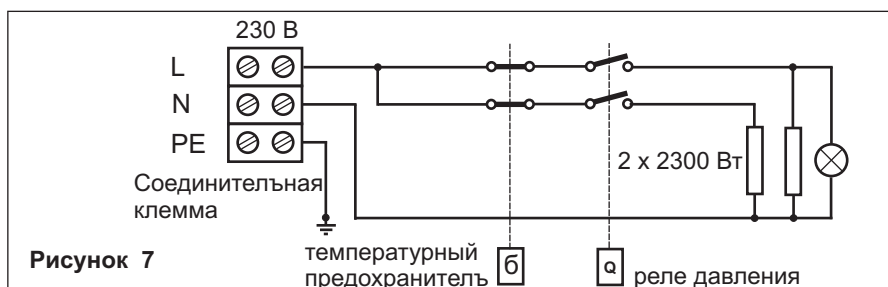 230 В
L
N
PE
Соединителъная
клемма
2 x 2300 Вт
Рисунок 7
температурный
предохранителъ
б
Q
реле давления